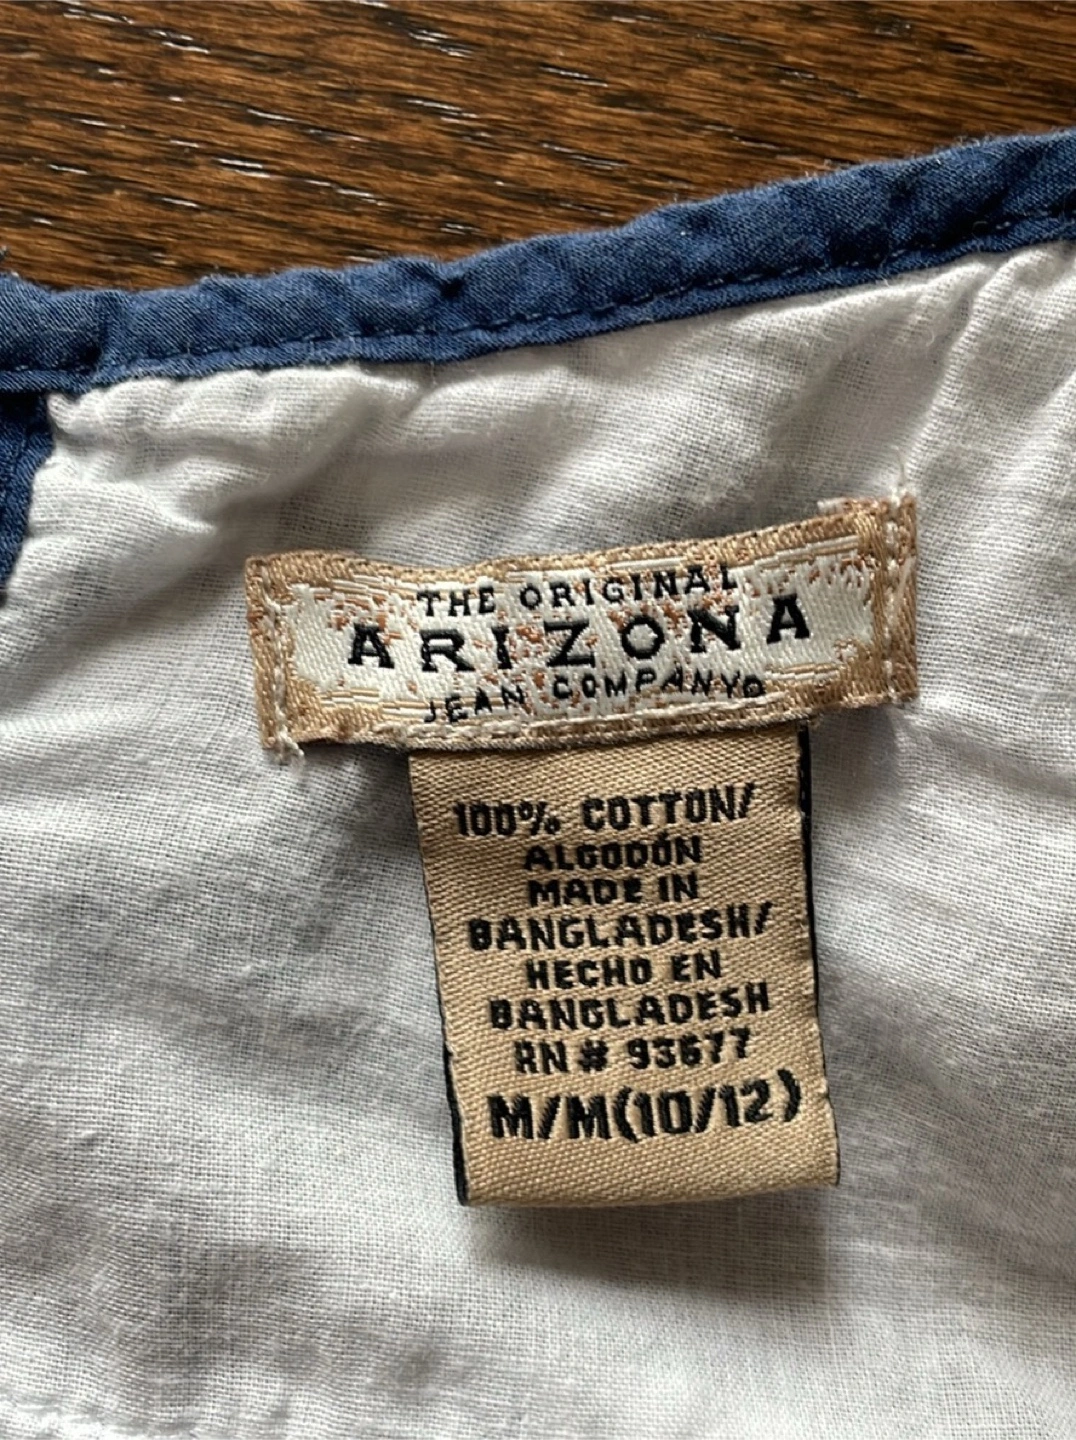 THE ORIGINAL
ARIZONA
JEAN COMPANY®
100% COTTON/
ALGODÓN
MADE IN
BANGLADESH/
HECHO EN
BANGLADESH
RN # 93677
M/M(10/12)